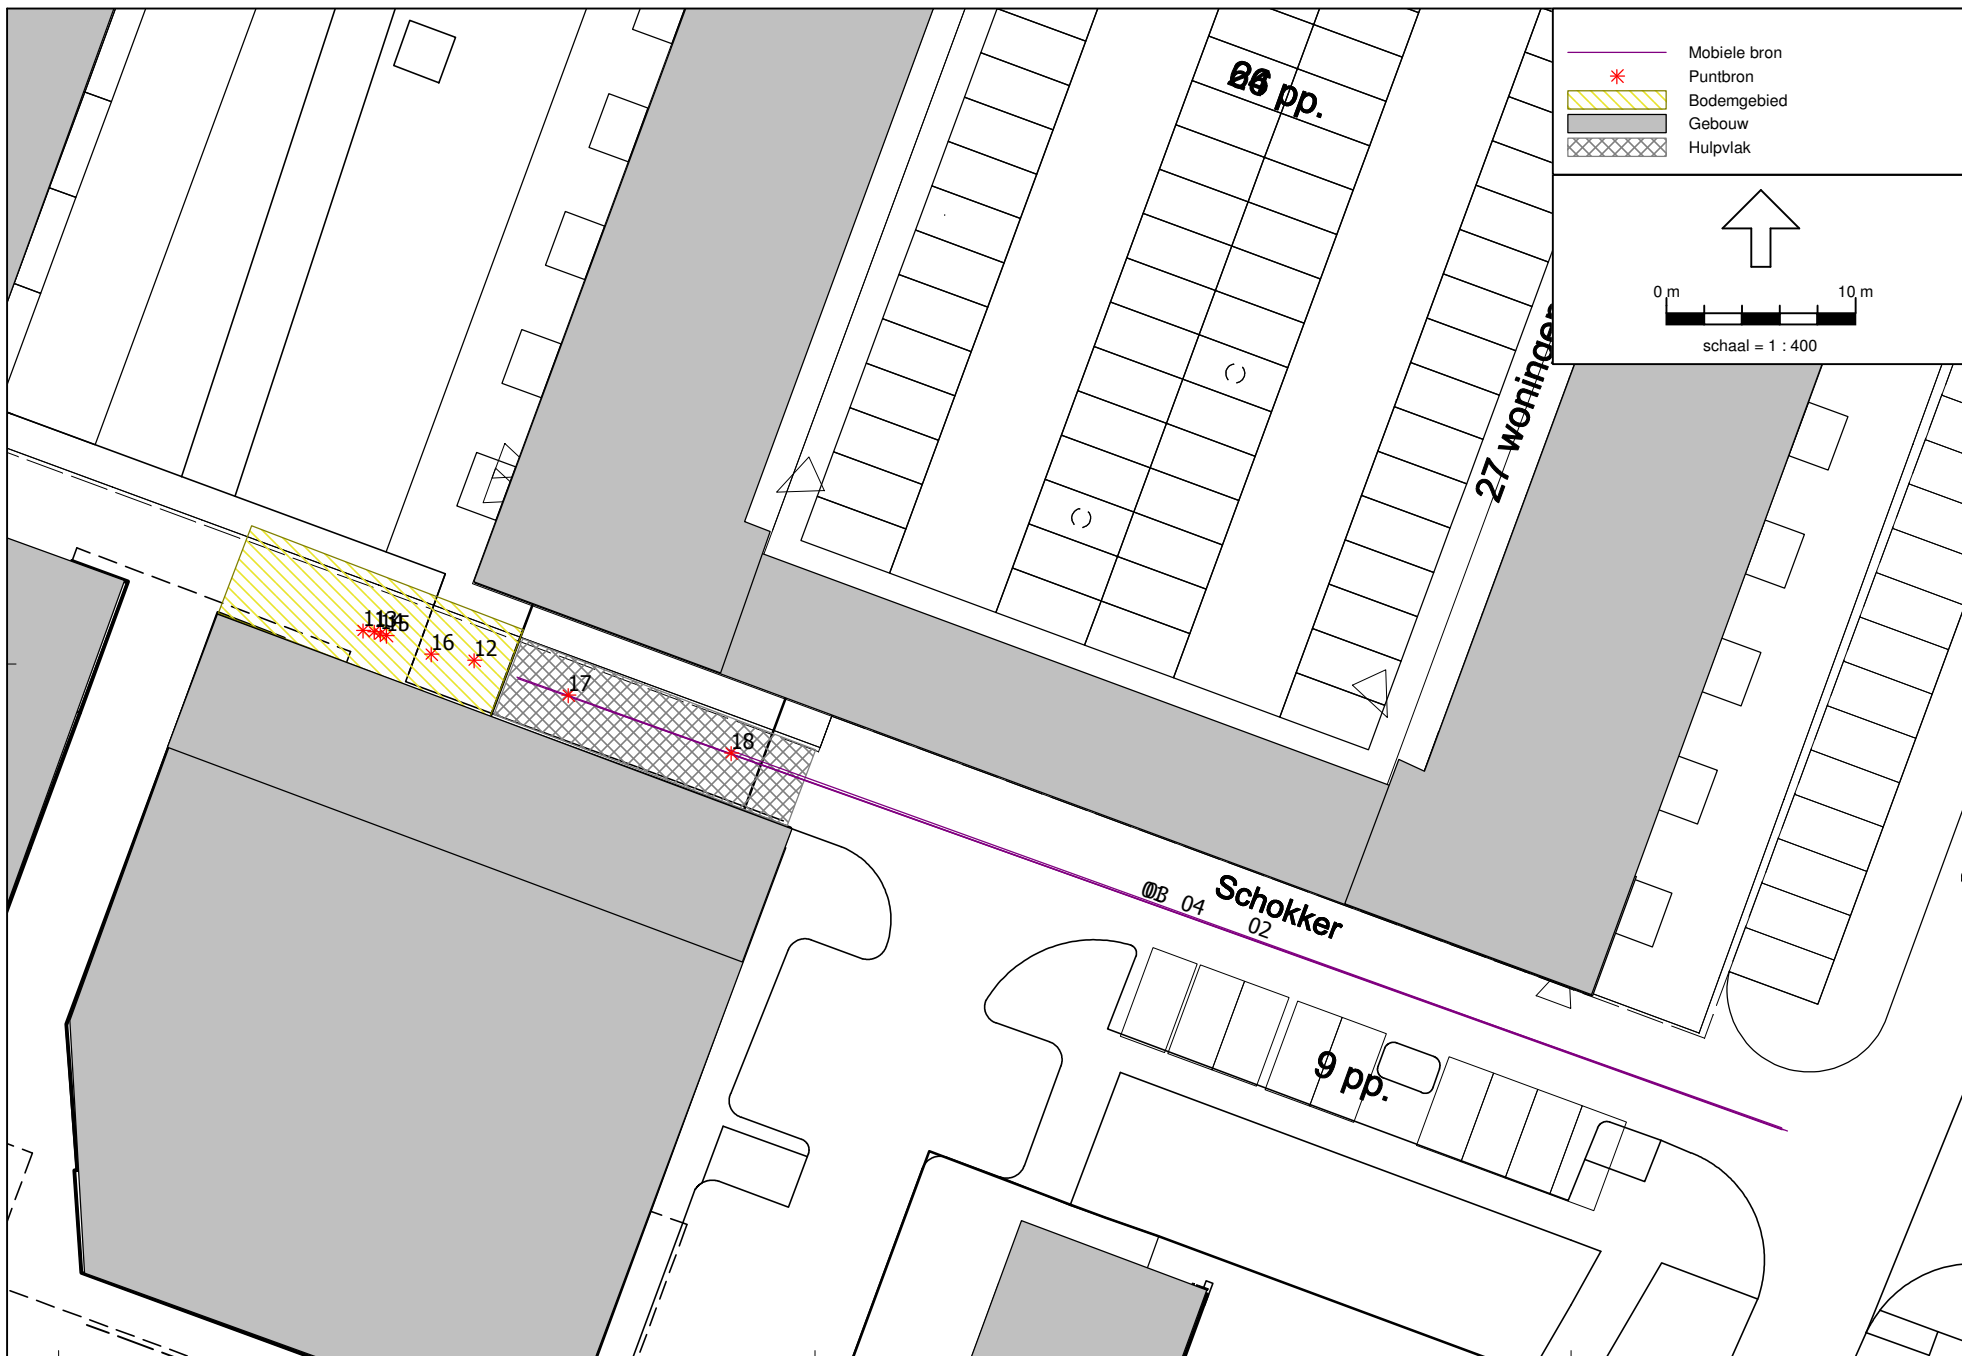 Mobiele bron
Puntbron
Bodemgebied
Gebouw
Hulpvlak
0 m 10 m
schaal = 1 : 400
pp.
27 woningen
15
16
12
17
18
04
02
Schokker
9 pp.